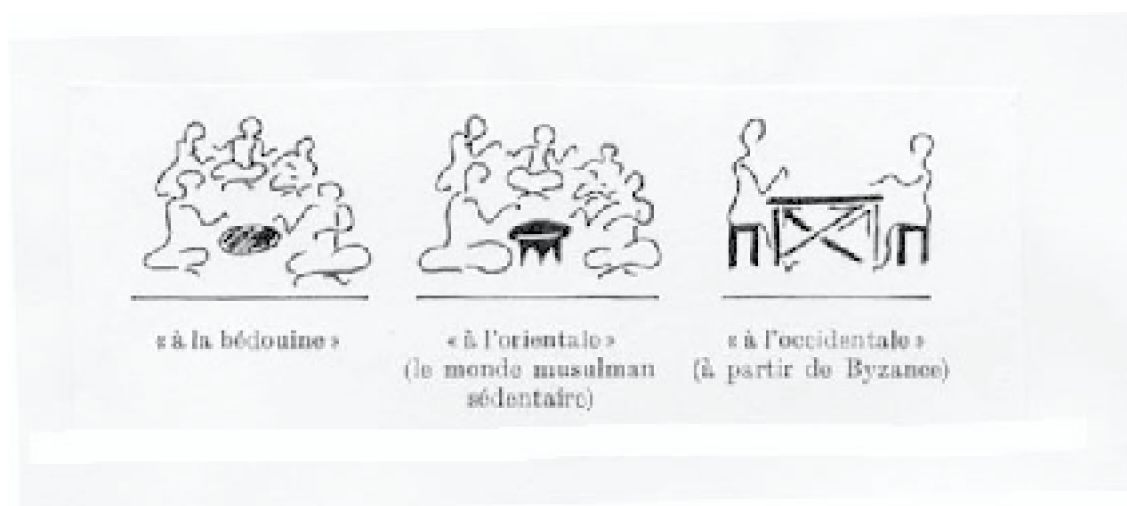 « à la bédouine »
« à l'orientale »
(le monde musulman
sédentaire)
« à l'occidentale »
(à partir de Byzance)